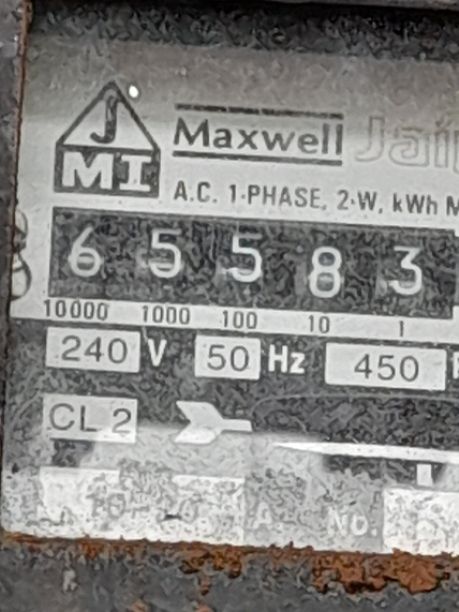 J
MI
Maxwell Jai
A.C. 1-PHASE, 2-W, kWh M
6 5 5 8 3
10000 1000 100 10 1
240 V 50 Hz 450
CL 2
No.